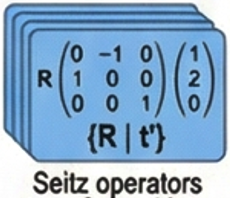 R (0 -1 0) (1)
(1 0 0) (2)
(0 0 1) (0)
{R | t'}
Seitz operators